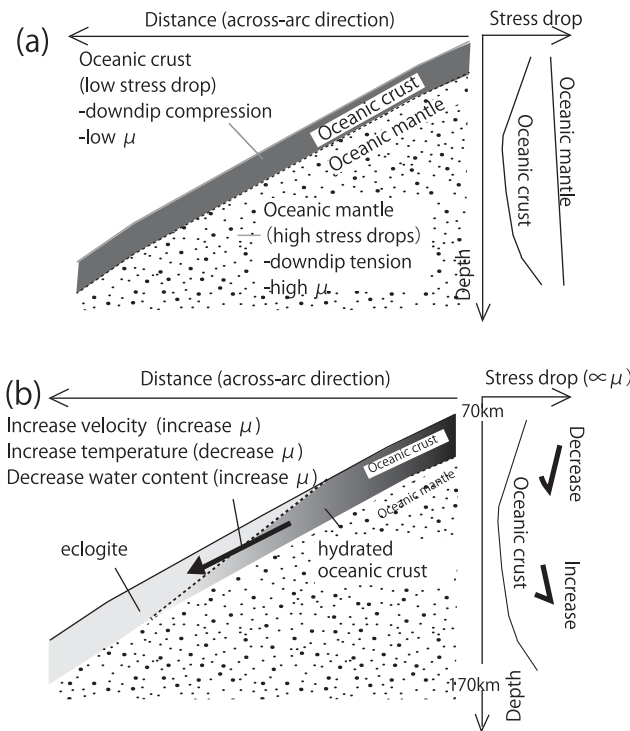 (a)
Distance (across-arc direction)
Stress drop
Oceanic crust
(low stress drop)
-downdip compression
-low μ
Oceanic crust
Oceanic mantle
Oceanic mantle
(high stress drops)
-downdip tension
-high μ
Depth
Oceanic crust
Oceanic mantle
(b)
Distance (across-arc direction)
Stress drop (∝ μ)
Increase velocity (increase μ)
Increase temperature (decrease μ)
Decrease water content (increase μ)
70km
Oceanic crust
Oceanic mantle
eclogite
hydrated
oceanic crust
170km
Depth
Oceanic crust
Decrease
Increase